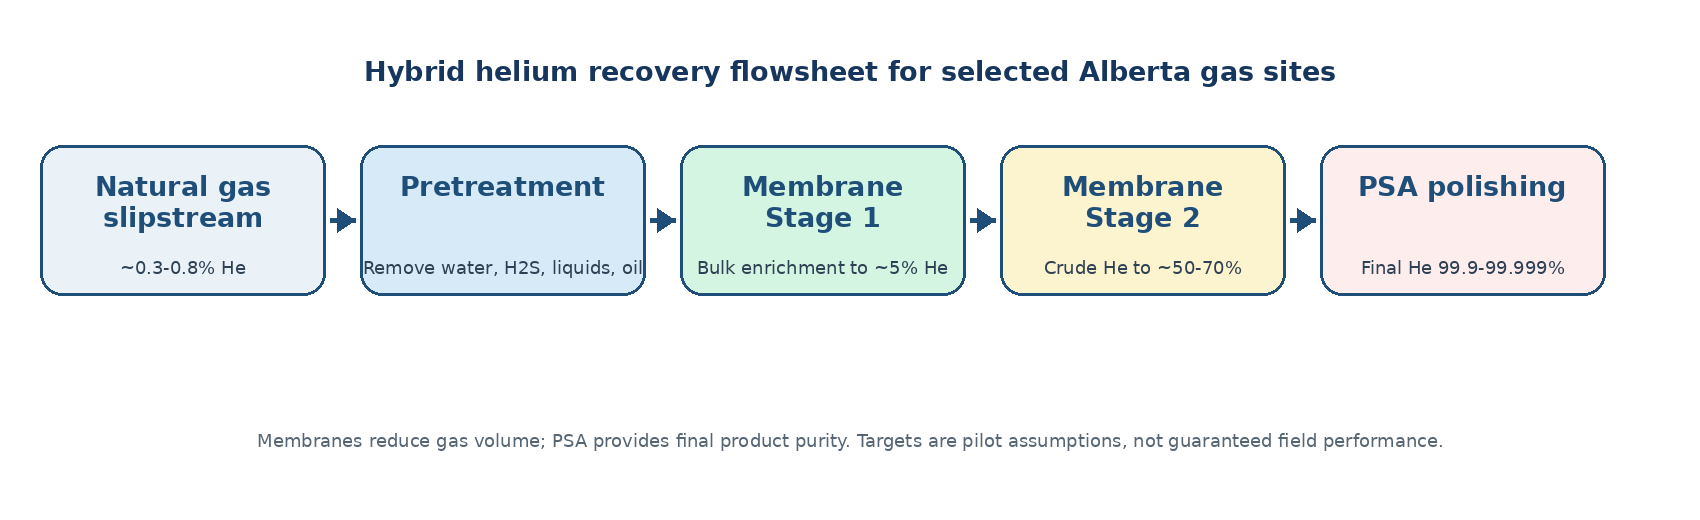 Hybrid helium recovery flowsheet for selected Alberta gas sites
Natural gas
slipstream
~0.3-0.8% He
Pretreatment
Remove water, H2S, liquids, oil
Membrane
Stage 1
Bulk enrichment to ~5% He
Membrane
Stage 2
Crude He to ~50-70%
PSA polishing
Final He 99.9-99.999%
Membranes reduce gas volume; PSA provides final product purity. Targets are pilot assumptions, not guaranteed field performance.